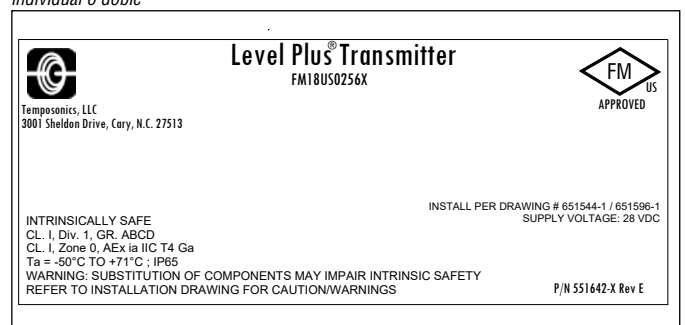 individual o doble
Level Plus® Transmitter
FM18US0256X
FM
US
APPROVED
Temposonics, LLC
3001 Sheldon Drive, Cary, N.C. 27513
INSTALL PER DRAWING # 651544-1 / 651596-1
SUPPLY VOLTAGE: 28 VDC
INTRINSICALLY SAFE
CL. I, Div. 1, GR. ABCD
CL. I, Zone 0, AEx ia IIC T4 Ga
Ta = -50°C TO +71°C ; IP65
WARNING: SUBSTITUTION OF COMPONENTS MAY IMPAIR INTRINSIC SAFETY
REFER TO INSTALLATION DRAWING FOR CAUTION/WARNINGS
P/N 551642-X Rev E